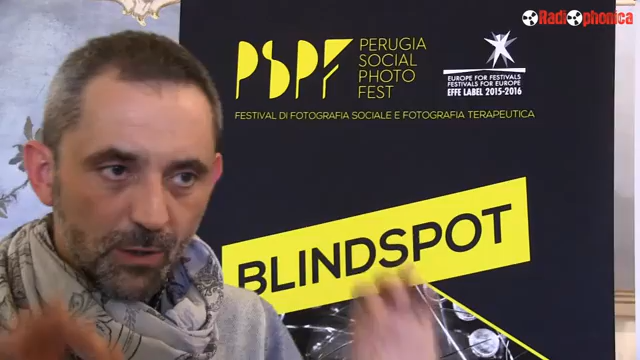 Radiophonica
PSPF
PERUGIA
SOCIAL
PHOTO
FEST
EUROPE FOR FESTIVALS
FESTIVALS FOR EUROPE
EFFE LABEL 2015-2016
FESTIVAL DI FOTOGRAFIA SOCIALE E FOTOGRAFIA TERAPEUTICA
BLINDSPOT